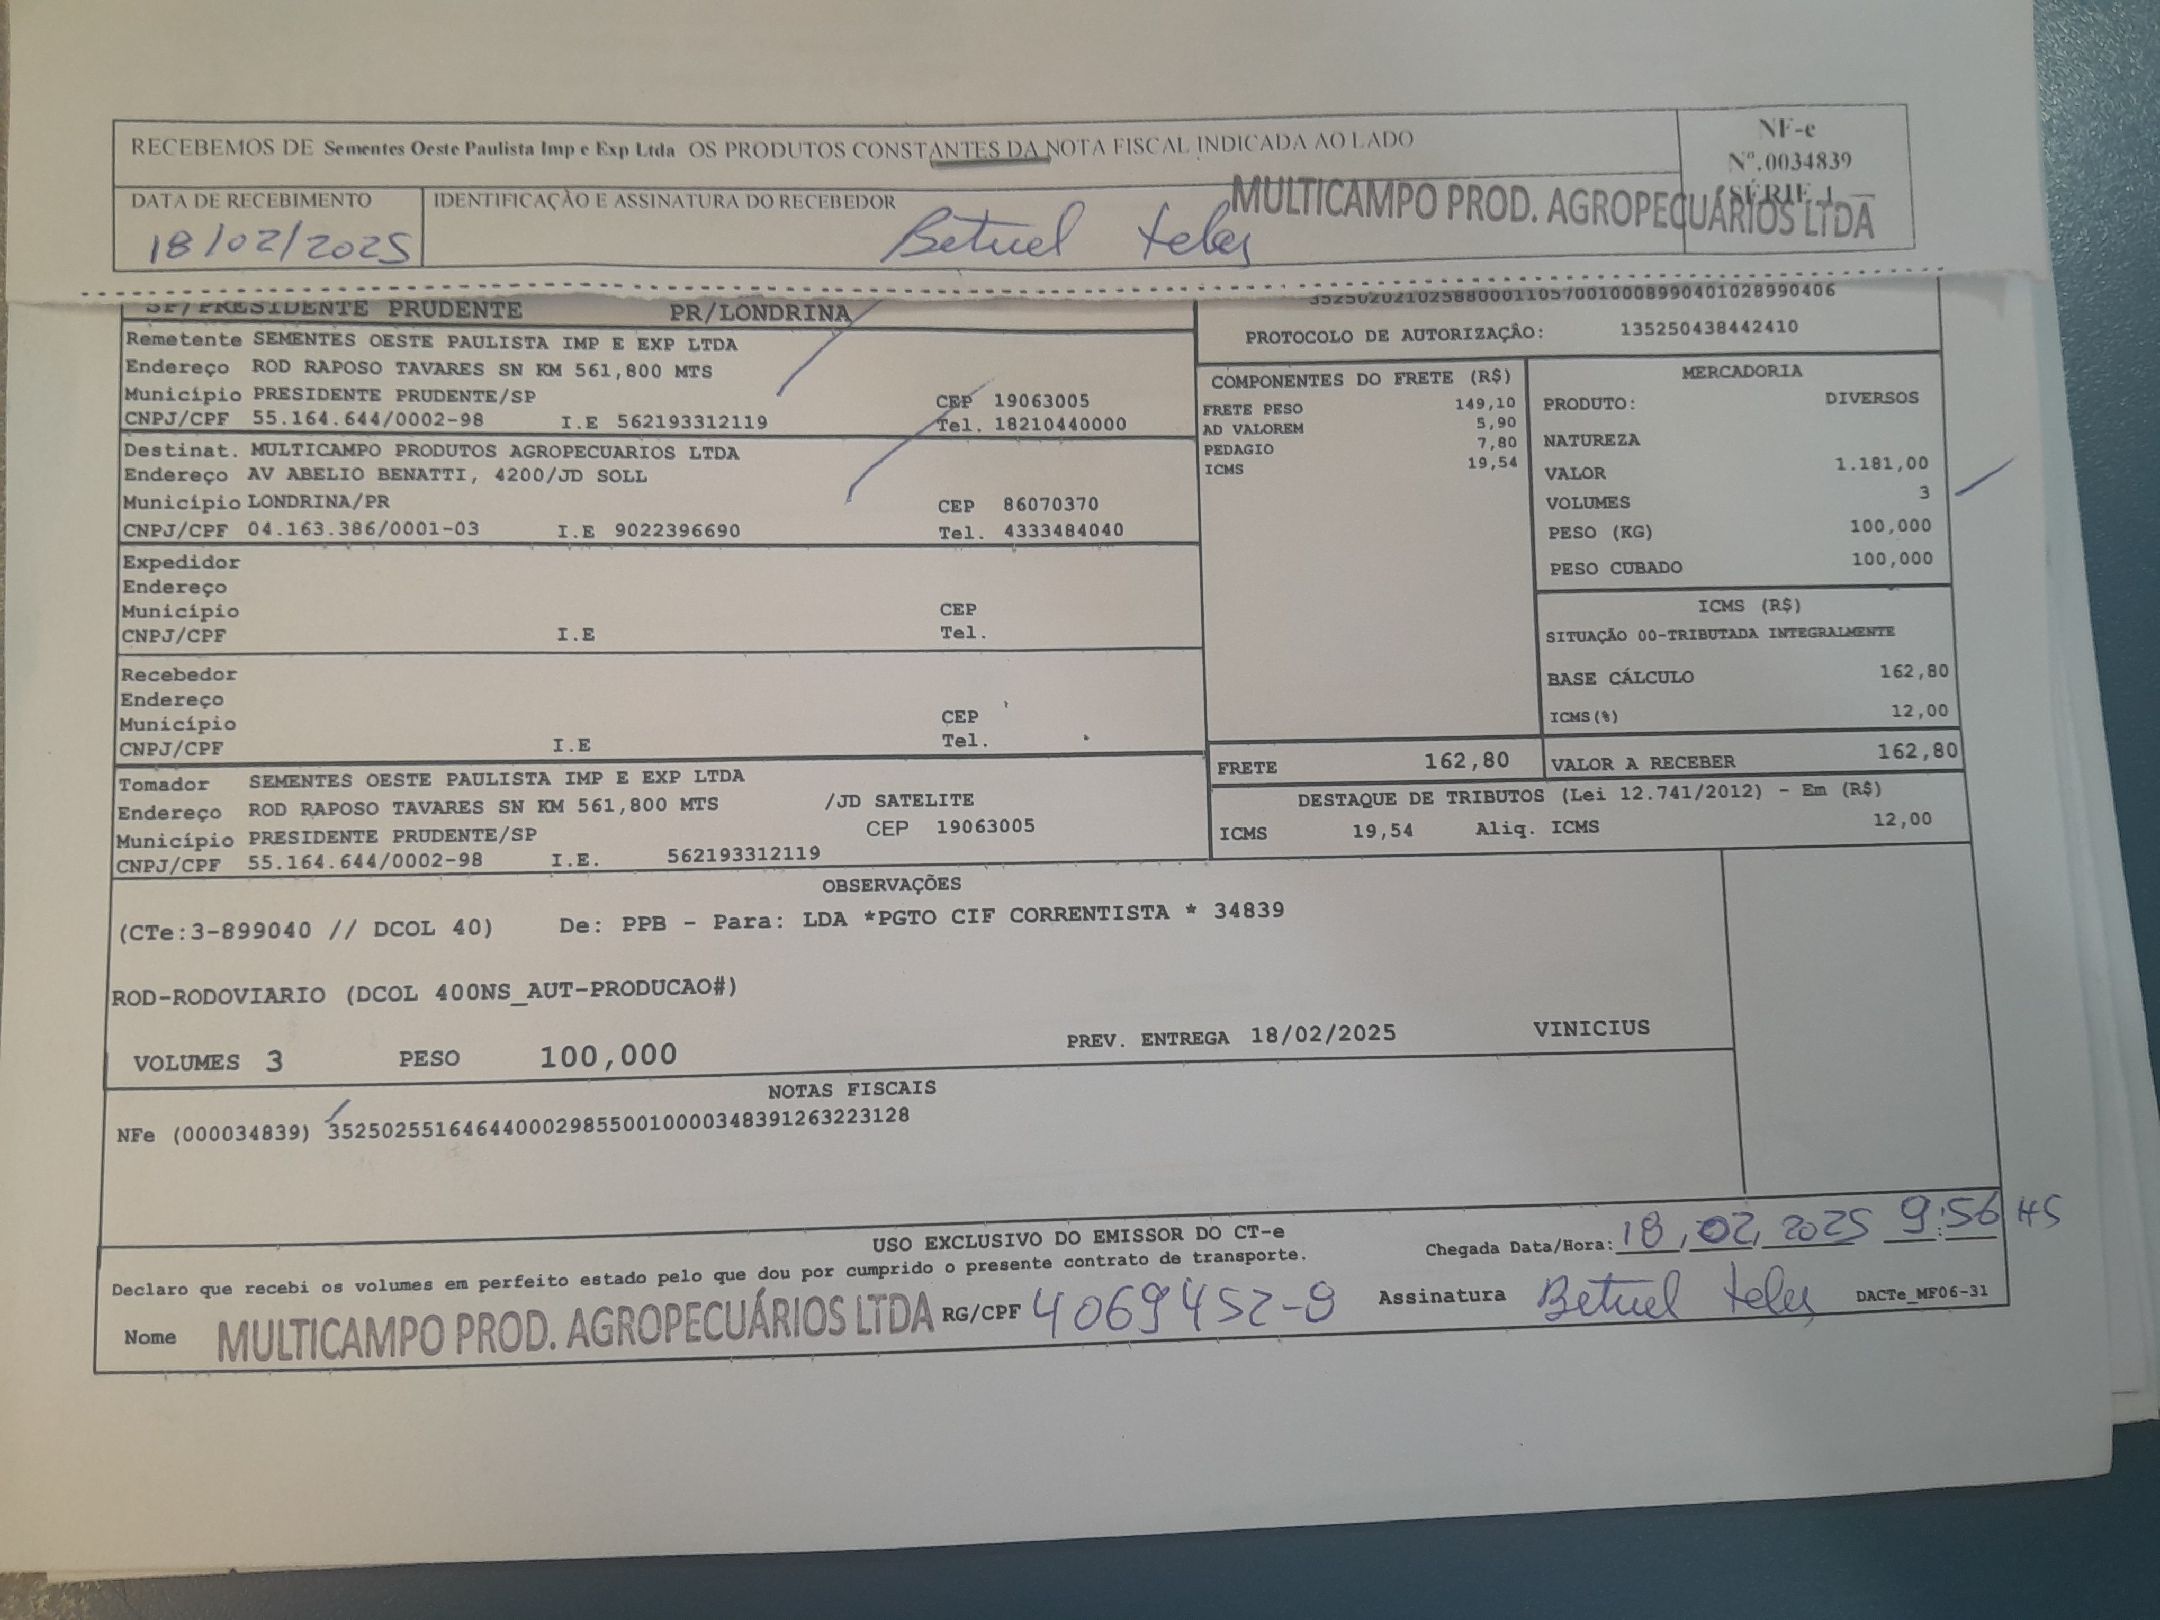 RECEBEMOS DE Sementes Oeste Paulista Imp e Exp Ltda OS PRODUTOS CONSTANTES DA NOTA FISCAL INDICADA AO LADO
NF-e
Nº.0034839
SÉRIE 1
DATA DE RECEBIMENTO
18/02/2025
IDENTIFICAÇÃO E ASSINATURA DO RECEBEDOR
Betuel teles
MULTICAMPO PROD. AGROPECUÁRIOS LTDA
SP/PRESIDENTE PRUDENTE PR/LONDRINA
35250202102588000110570010008990401028990406
PROTOCOLO DE AUTORIZAÇÂO: 135250438442410
Remetente SEMENTES OESTE PAULISTA IMP E EXP LTDA
Endereço ROD RAPOSO TAVARES SN KM 561,800 MTS
Município PRESIDENTE PRUDENTE/SP CEP 19063005
CNPJ/CPF 55.164.644/0002-98 I.E 562193312119 Tel. 18210440000
Destinat. MULTICAMPO PRODUTOS AGROPECUARIOS LTDA
Endereço AV ABELIO BENATTI, 4200/JD SOLL
Município LONDRINA/PR CEP 86070370
CNPJ/CPF 04.163.386/0001-03 I.E 9022396690 Tel. 4333484040
Expedidor
Endereço
Município CEP
CNPJ/CPF I.E Tel.
Recebedor
Endereço
Município CEP
CNPJ/CPF I.E Tel.
Tomador SEMENTES OESTE PAULISTA IMP E EXP LTDA
Endereço ROD RAPOSO TAVARES SN KM 561,800 MTS /JD SATELITE
Município PRESIDENTE PRUDENTE/SP CEP 19063005
CNPJ/CPF 55.164.644/0002-98 I.E. 562193312119
COMPONENTES DO FRETE (R$)
FRETE PESO 149,10
AD VALOREM 5,90
PEDAGIO 7,80
ICMS 19,54
MERCADORIA
PRODUTO: DIVERSOS
NATUREZA
VALOR 1.181,00
VOLUMES 3
PESO (KG) 100,000
PESO CUBADO 100,000
ICMS (R$)
SITUAÇÃO 00-TRIBUTADA INTEGRALMENTE
BASE CÁLCULO 162,80
ICMS(%) 12,00
FRETE 162,80 VALOR A RECEBER 162,80
DESTAQUE DE TRIBUTOS (Lei 12.741/2012) - Em (R$)
ICMS 19,54 Aliq. ICMS 12,00
OBSERVAÇÕES
(CTe:3-899040 // DCOL 40) De: PPB - Para: LDA *PGTO CIF CORRENTISTA * 34839
ROD-RODOVIARIO (DCOL 400NS_AUT-PRODUCAO#)
VOLUMES 3 PESO 100,000 PREV. ENTREGA 18/02/2025 VINICIUS
NOTAS FISCAIS
NFe (000034839) 35250255164644000298550010000348391263223128
USO EXCLUSIVO DO EMISSOR DO CT-e
Declaro que recebi os volumes em perfeito estado pelo que dou por cumprido o presente contrato de transporte.
Chegada Data/Hora: 18,02,2025 9:56 HS
Nome MULTICAMPO PROD. AGROPECUÁRIOS LTDA RG/CPF 4069452-9 Assinatura Betuel teles DACTe_MF06-31